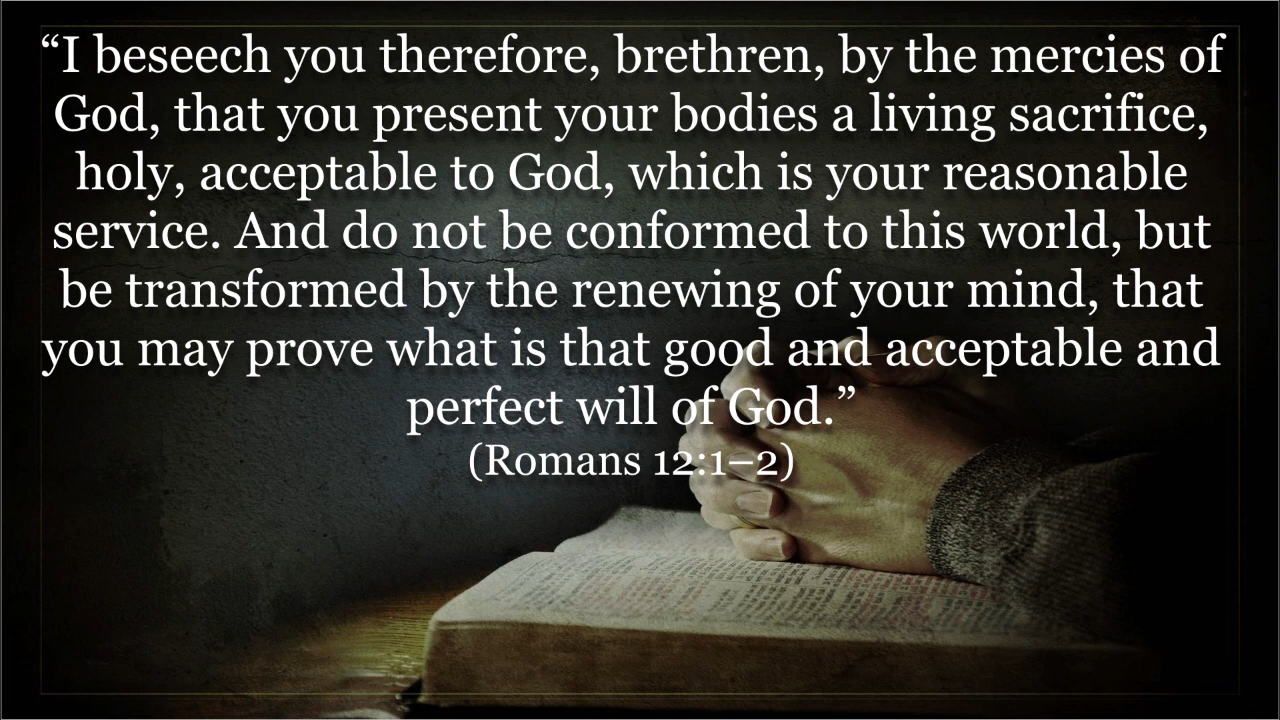 “I beseech you therefore, brethren, by the mercies of
God, that you present your bodies a living sacrifice,
holy, acceptable to God, which is your reasonable
service. And do not be conformed to this world, but
be transformed by the renewing of your mind, that
you may prove what is that good and acceptable and
perfect will of God.”
(Romans 12:1–2)